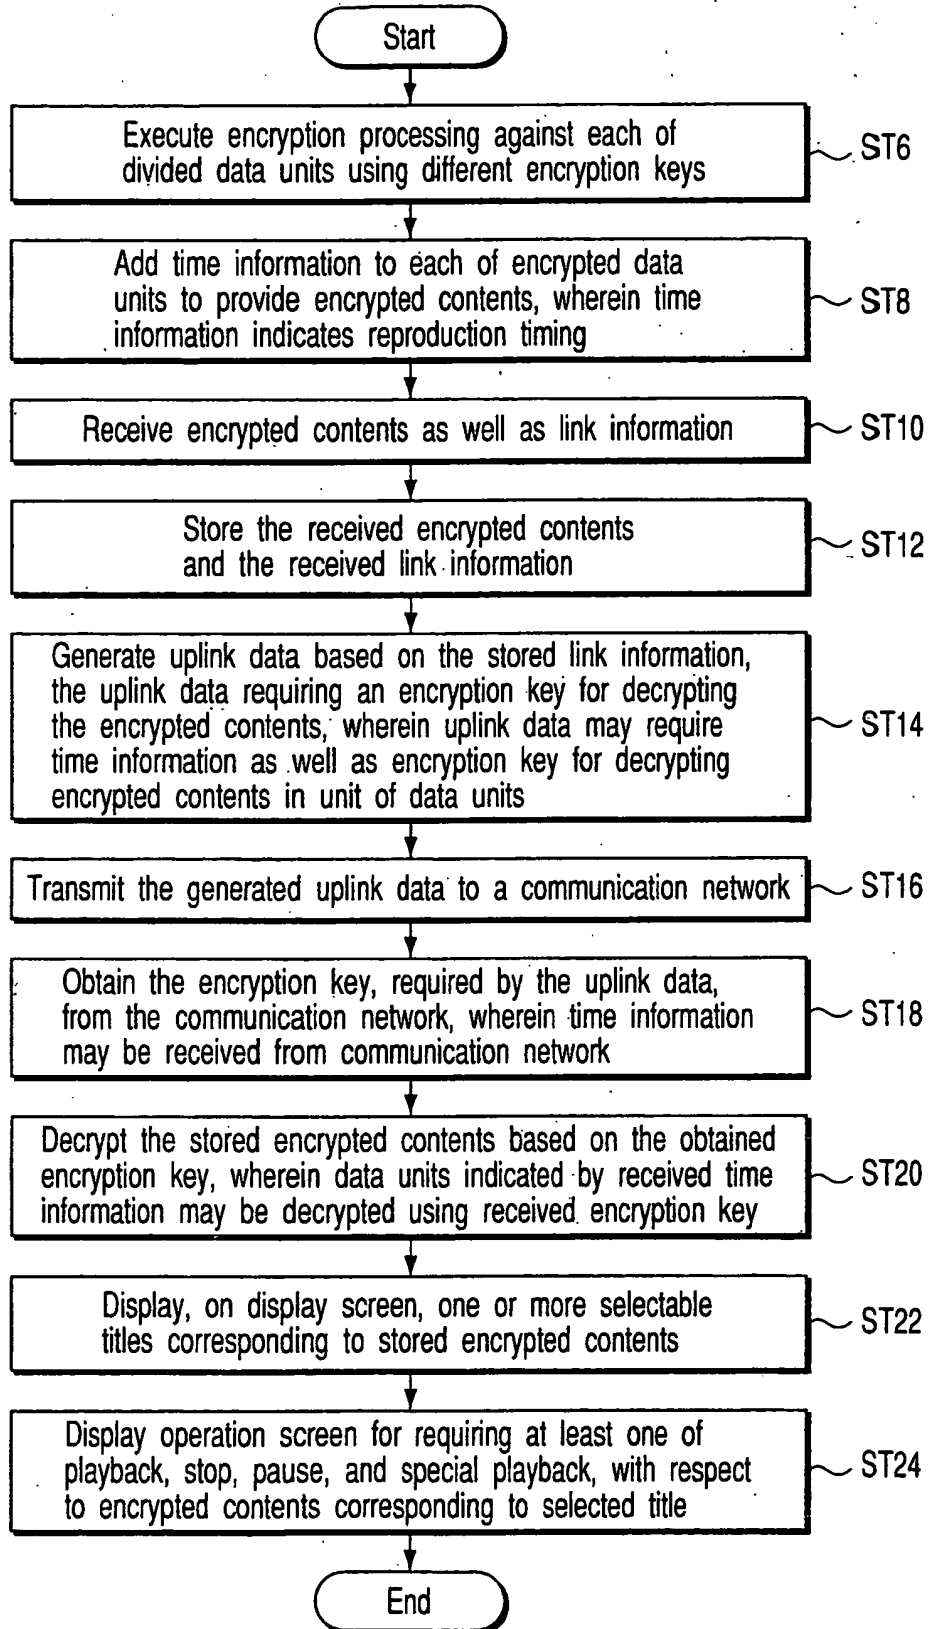 Start
Execute encryption processing against each of
divided data units using different encryption keys
ST6
Add time information to each of encrypted data
units to provide encrypted contents, wherein time
information indicates reproduction timing
ST8
Receive encrypted contents as well as link information
ST10
Store the received encrypted contents
and the received link information
ST12
Generate uplink data based on the stored link information,
the uplink data requiring an encryption key for decrypting
the encrypted contents, wherein uplink data may require
time information as well as encryption key for decrypting
encrypted contents in unit of data units
ST14
Transmit the generated uplink data to a communication network
ST16
Obtain the encryption key, required by the uplink data,
from the communication network, wherein time information
may be received from communication network
ST18
Decrypt the stored encrypted contents based on the obtained
encryption key, wherein data units indicated by received time
information may be decrypted using received encryption key
ST20
Display, on display screen, one or more selectable
titles corresponding to stored encrypted contents
ST22
Display operation screen for requiring at least one of
playback, stop, pause, and special playback, with respect
to encrypted contents corresponding to selected title
ST24
End